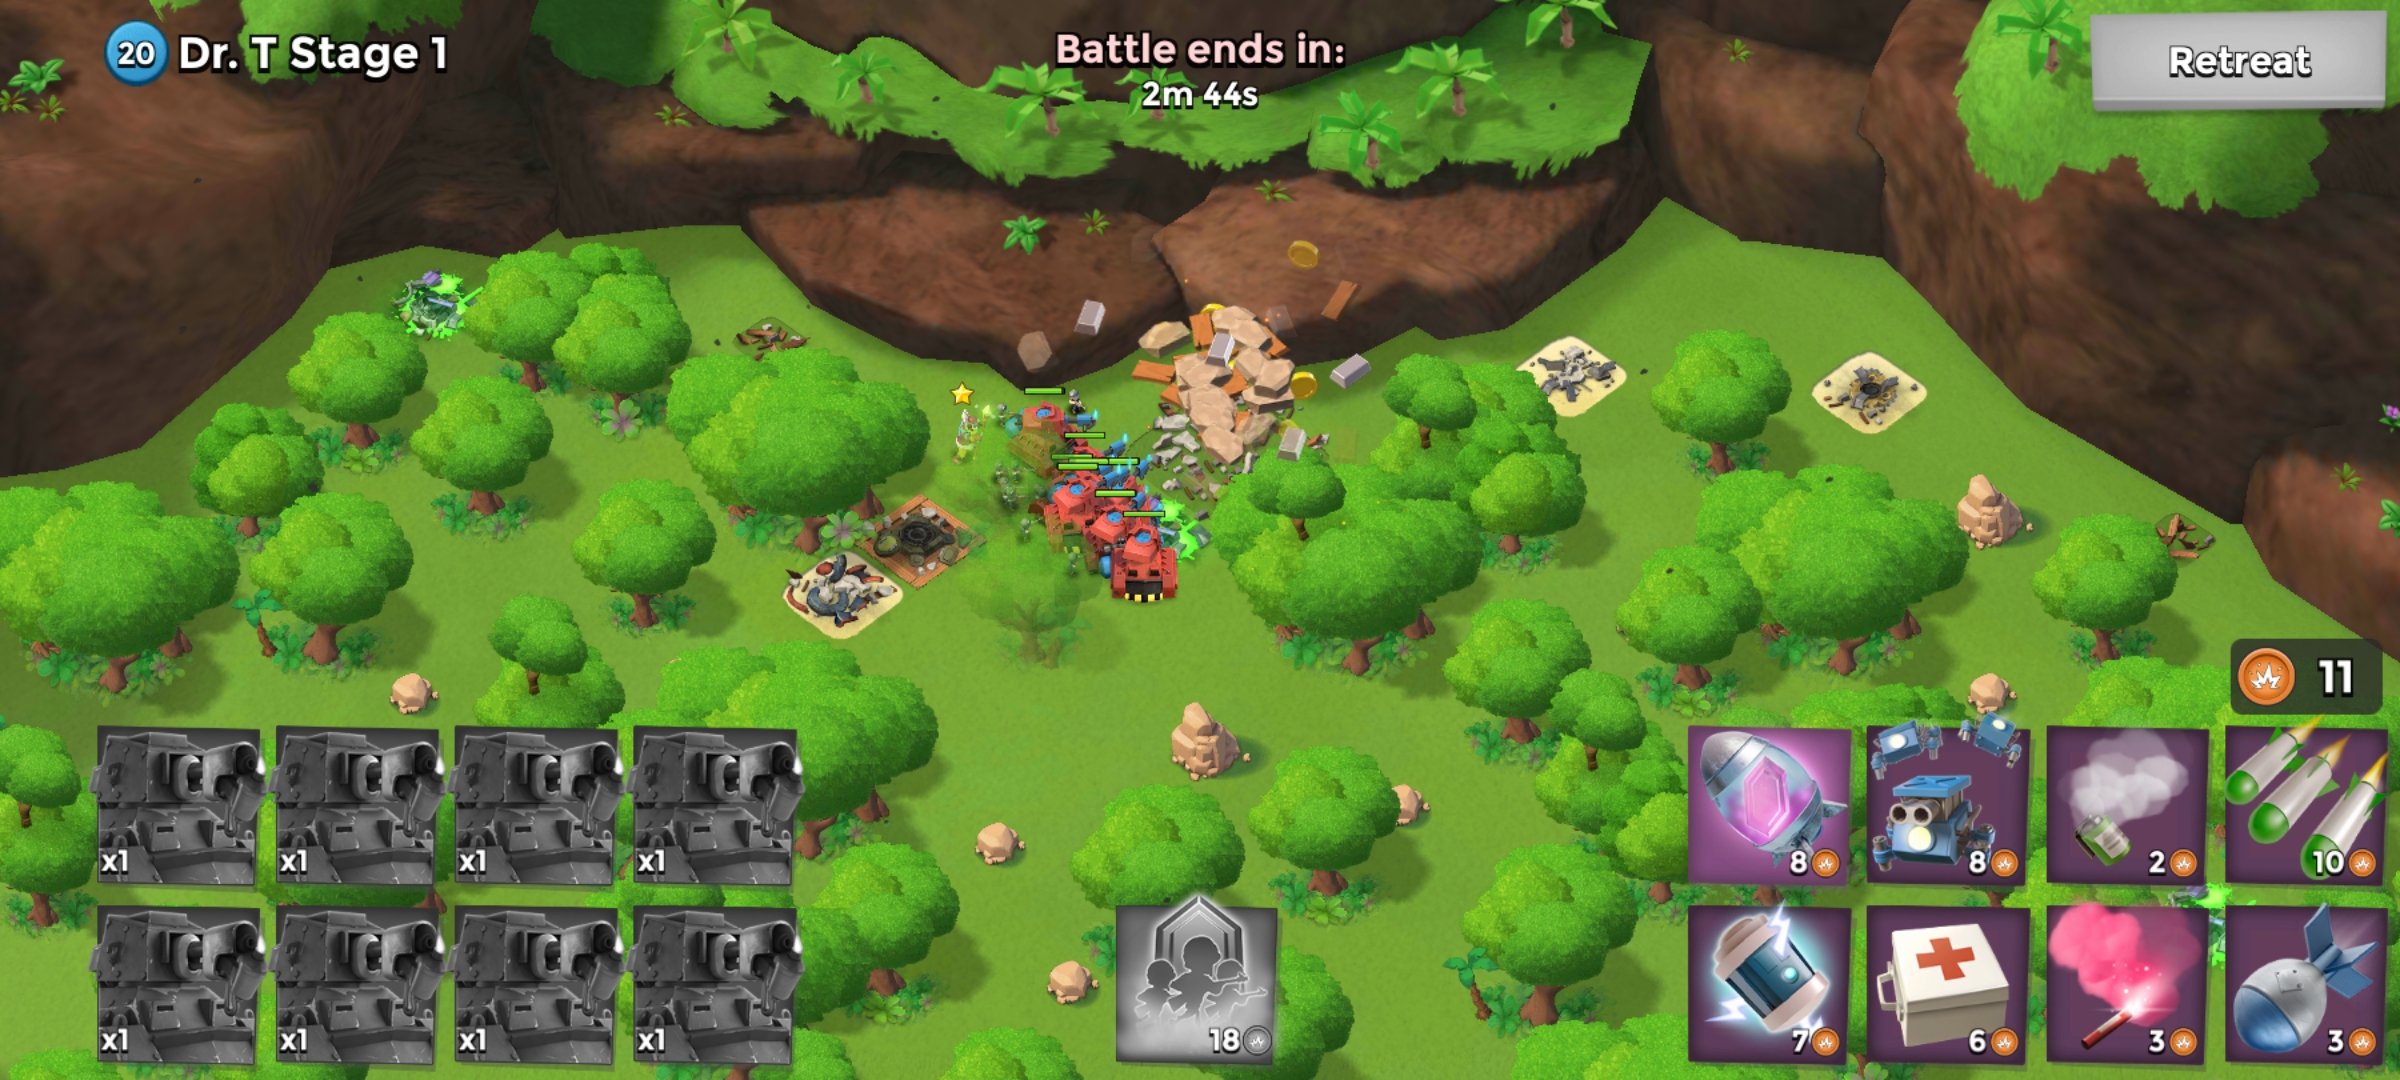 20 Dr. T Stage 1
Battle ends in:
2m 44s
Retreat
11
x1 x1 x1 x1
8 8 2 10
x1 x1 x1 x1
18
7 6 3 3